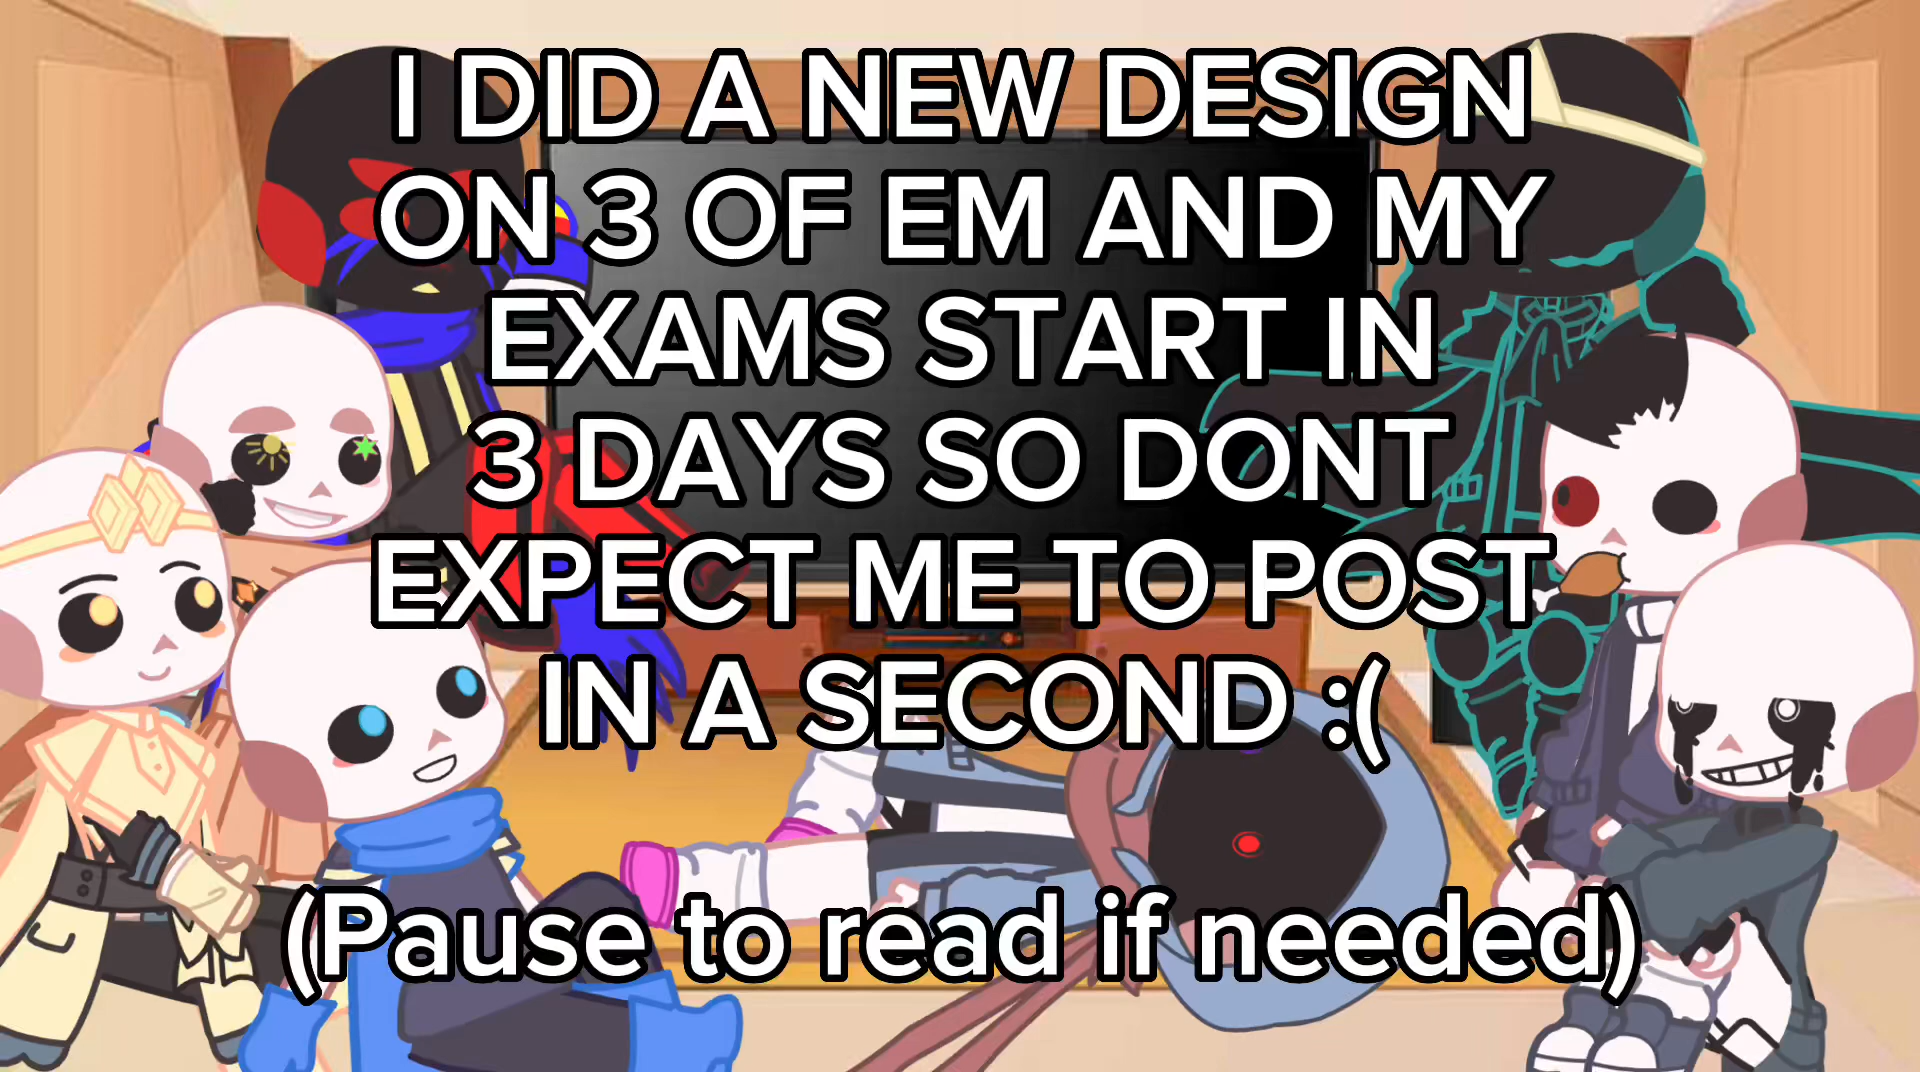 I DID A NEW DESIGN
ON 3 OF EM AND MY
EXAMS START IN
3 DAYS SO DONT
EXPECT ME TO POST
IN A SECOND :(
(Pause to read if needed)